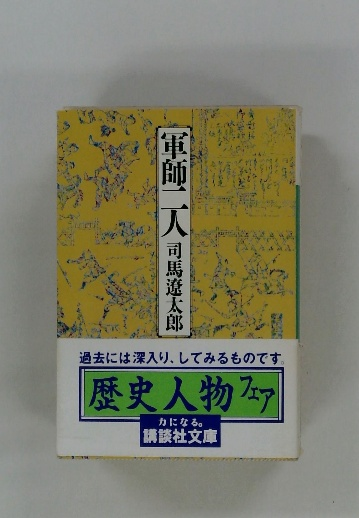 軍師二人
司馬遼太郎
過去には深入り、してみるものです。
歴史人物フェア
力になる。
講談社文庫